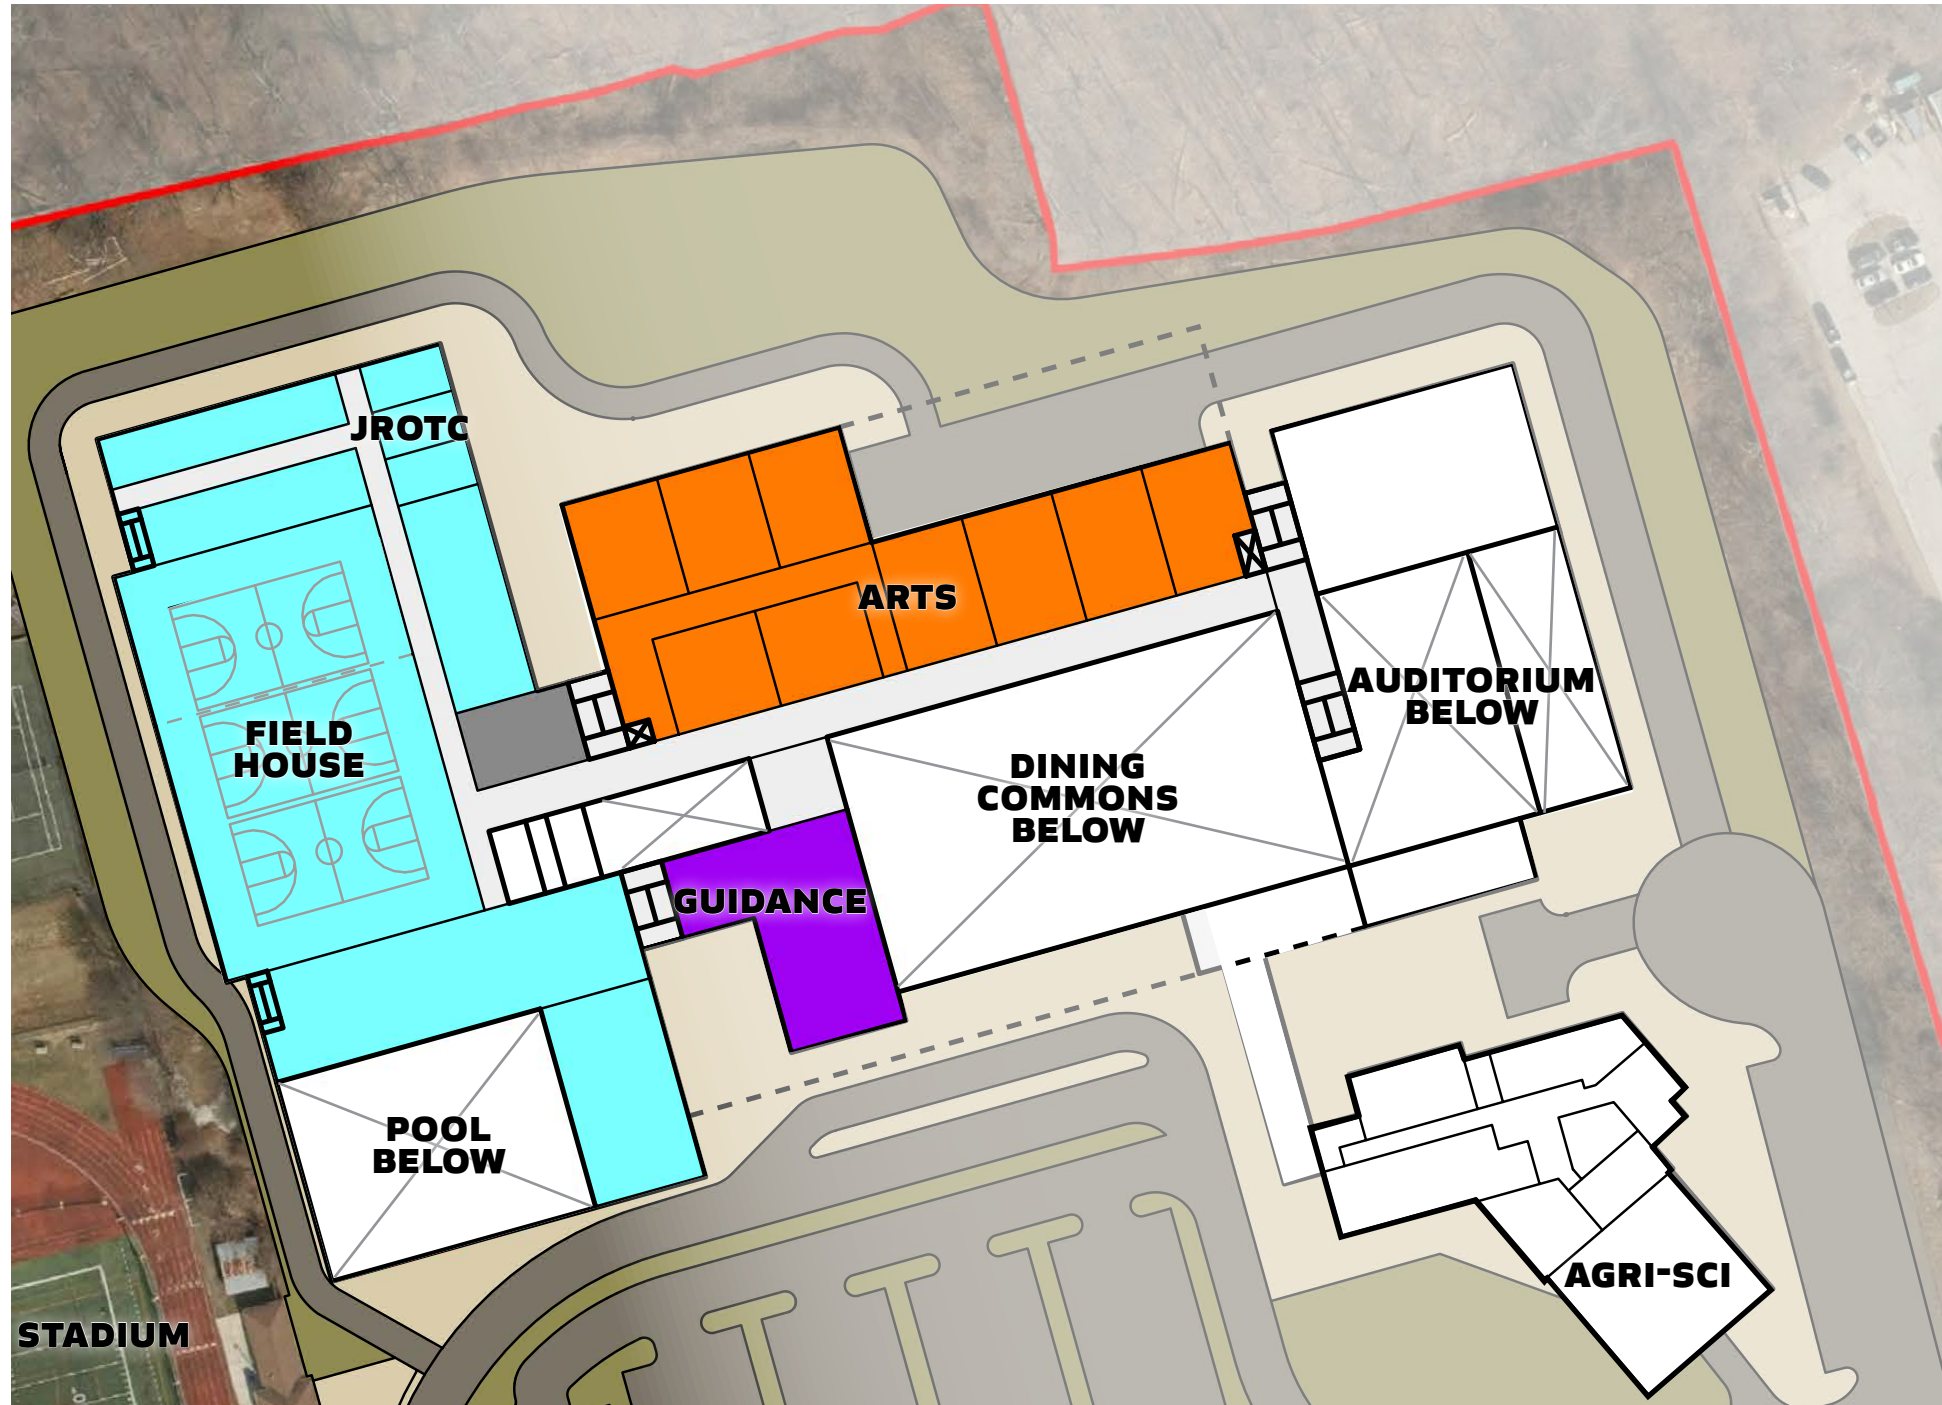 JROTC
ARTS
FIELD
HOUSE
AUDITORIUM
BELOW
DINING
COMMONS
BELOW
GUIDANCE
POOL
BELOW
AGRI-SCI
STADIUM